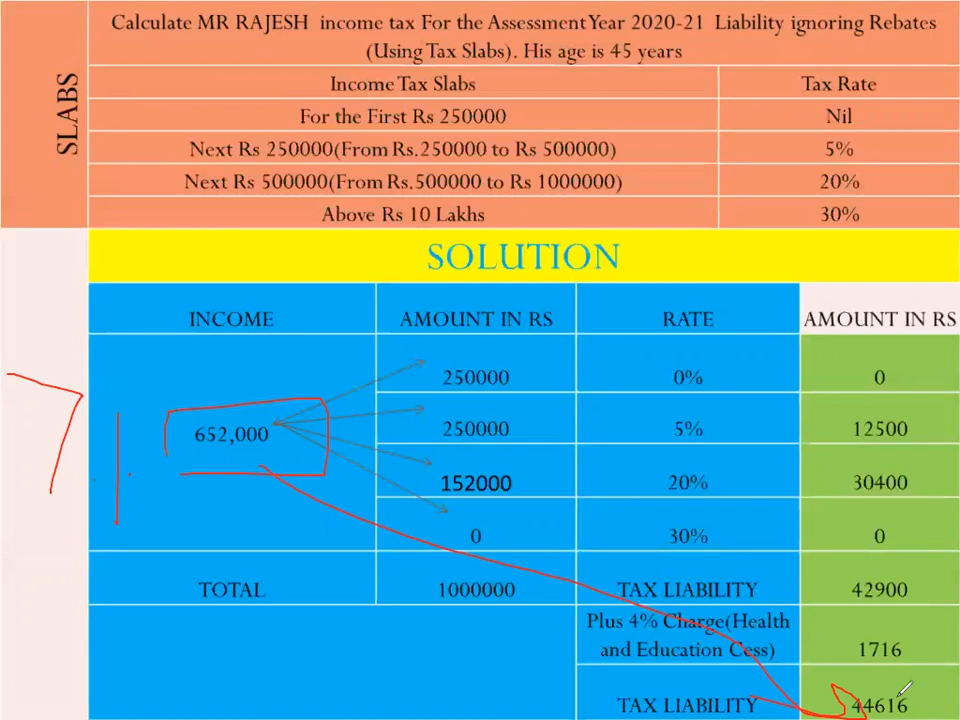 SLABS
Calculate MR RAJESH income tax For the Assessment Year 2020-21 Liability ignoring Rebates
(Using Tax Slabs). His age is 45 years
Income Tax Slabs Tax Rate
For the First Rs 250000 Nil
Next Rs 250000(From Rs.250000 to Rs 500000) 5%
Next Rs 500000(From Rs.500000 to Rs 1000000) 20%
Above Rs 10 Lakhs 30%
SOLUTION
INCOME AMOUNT IN RS RATE AMOUNT IN RS
250000 0% 0
652,000
250000 5% 12500
152000 20% 30400
0 30% 0
TOTAL 1000000 TAX LIABILITY 42900
Plus 4% Charge(Health
and Education Cess) 1716
TAX LIABILITY 44616